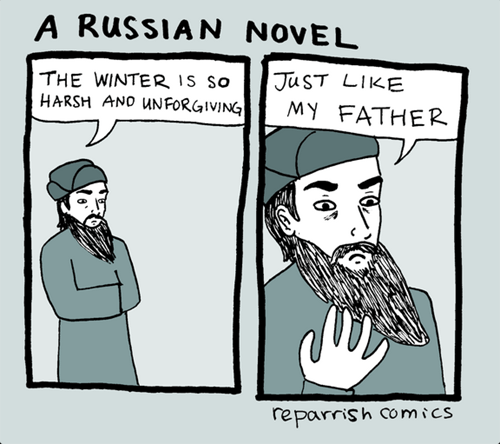 A RUSSIAN NOVEL
THE WINTER IS SO
HARSH AND UNFORGIVING
JUST LIKE
MY FATHER
reparrish comics